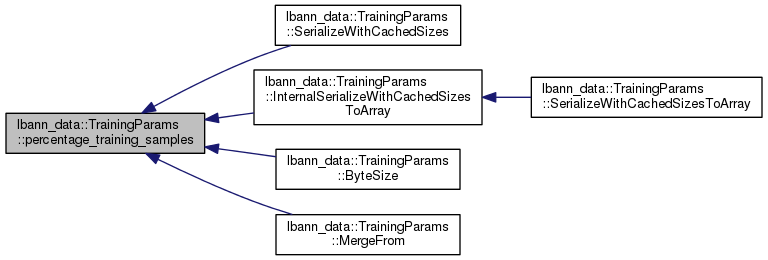 lbann_data::TrainingParams
::percentage_training_samples
lbann_data::TrainingParams
::SerializeWithCachedSizes
lbann_data::TrainingParams
::InternalSerializeWithCachedSizes
ToArray
lbann_data::TrainingParams
::SerializeWithCachedSizesToArray
lbann_data::TrainingParams
::ByteSize
lbann_data::TrainingParams
::MergeFrom